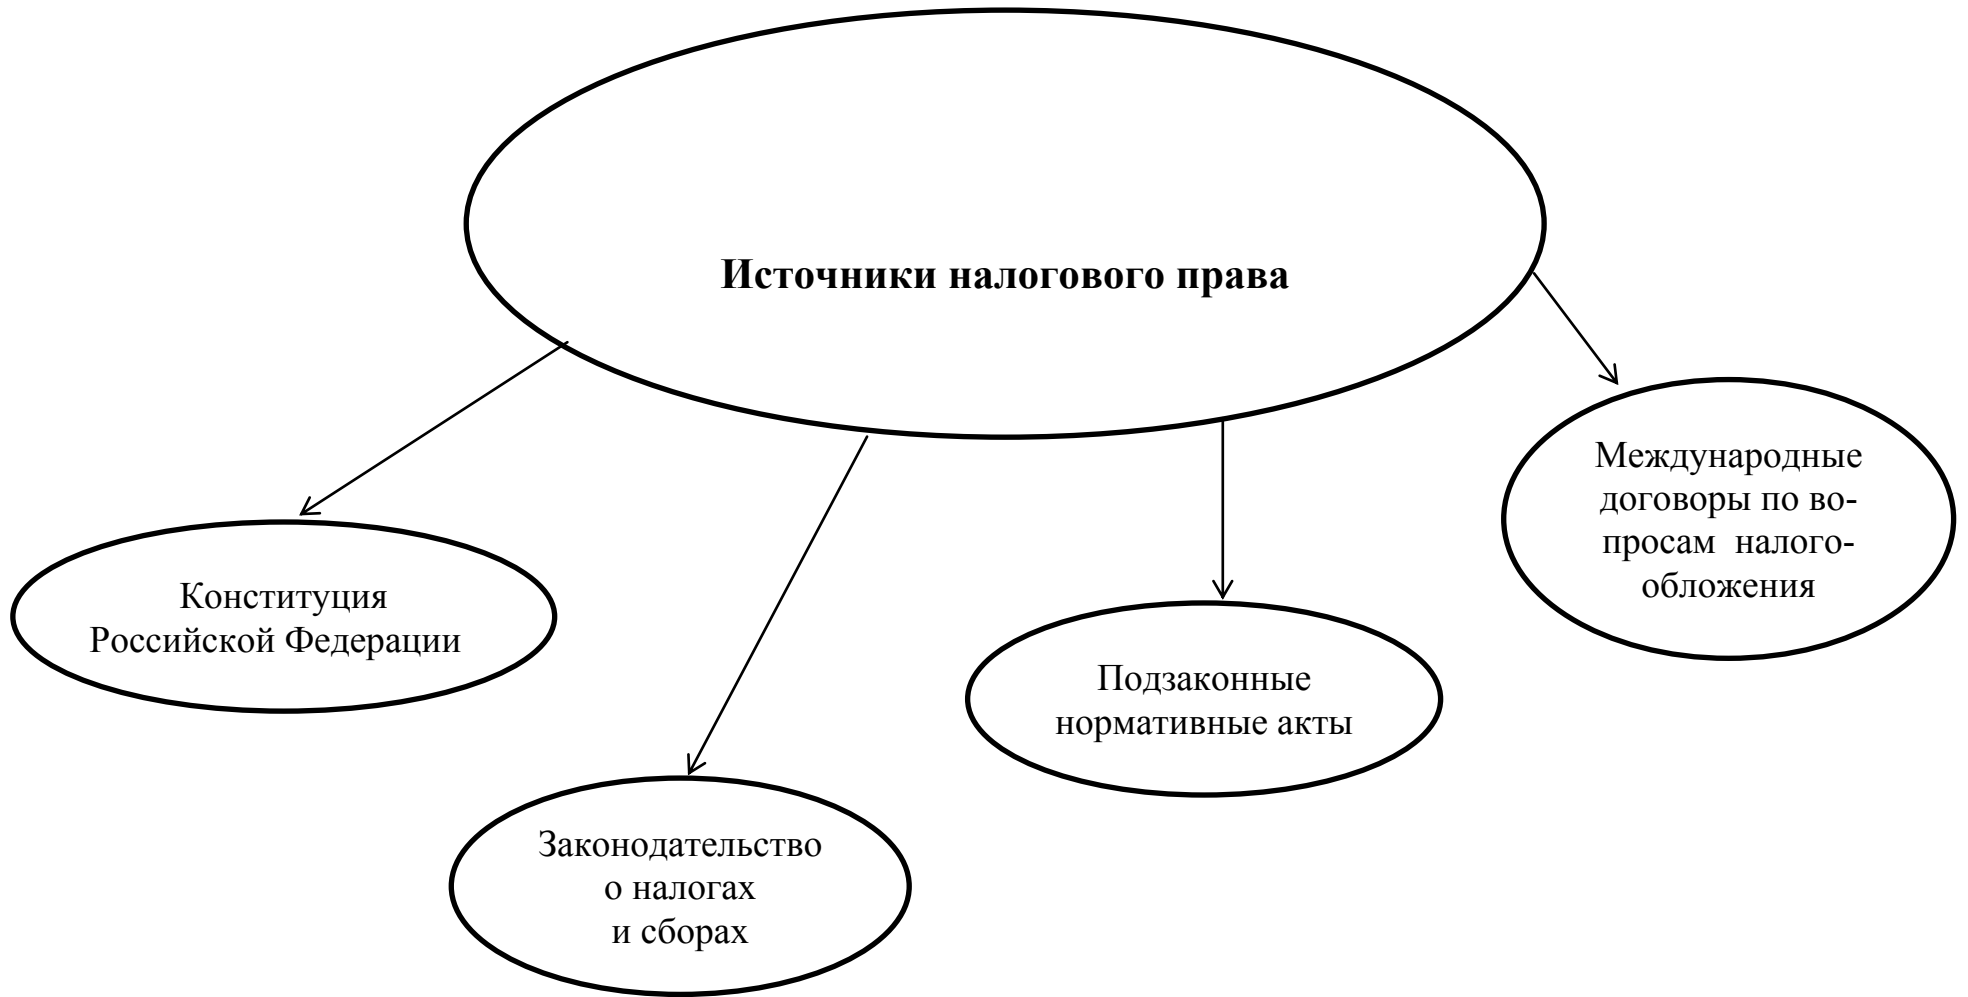 Источники налогового права
Конституция
Российской Федерации
Законодательство
о налогах
и сборах
Подзаконные
нормативные акты
Международные
договоры по во-
просам  налого-
обложения